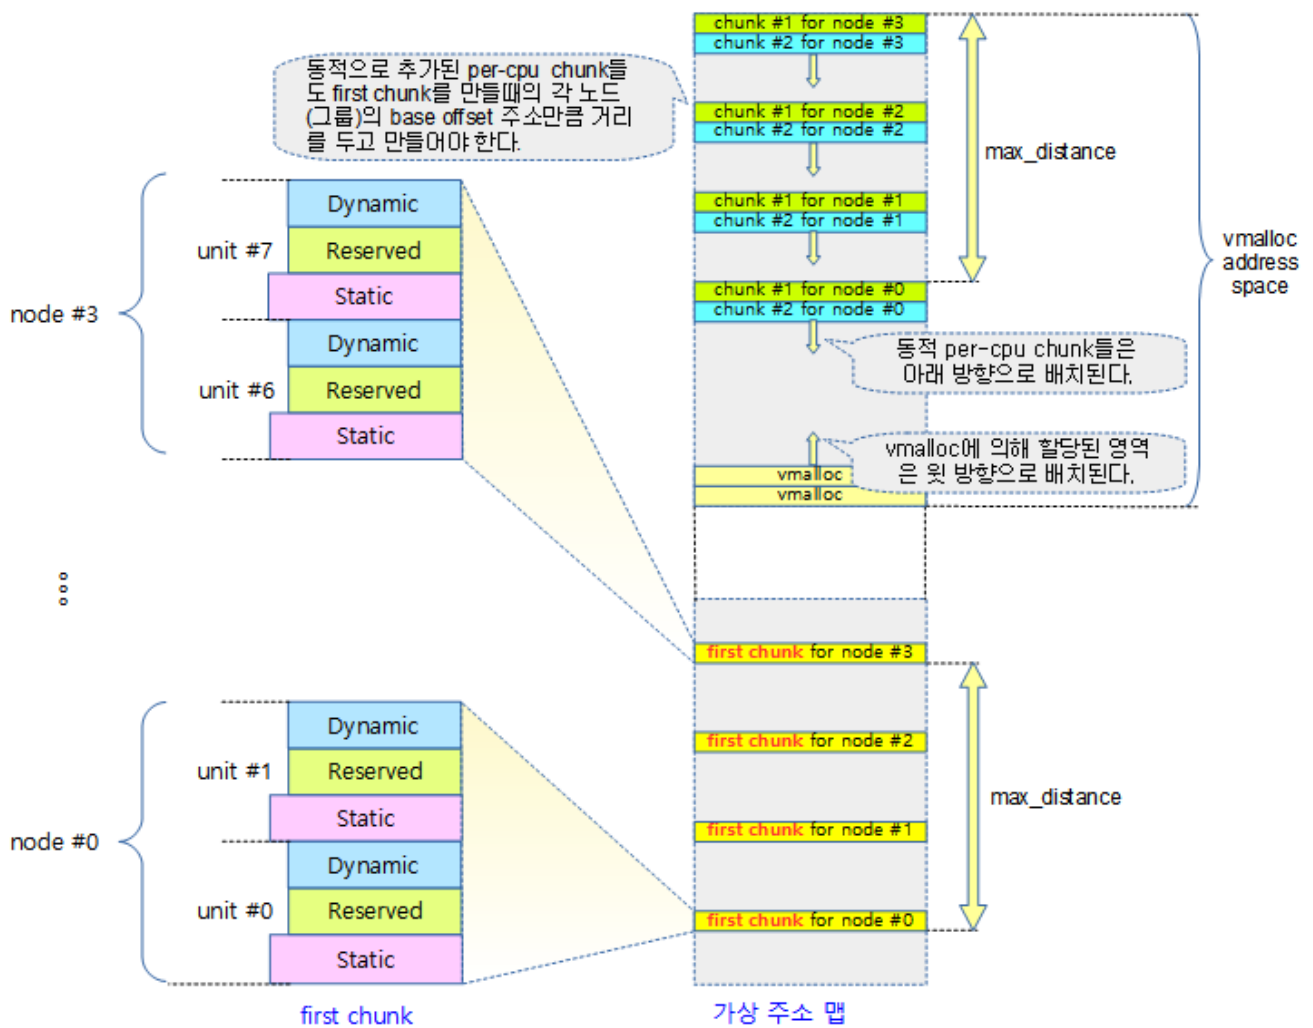 chunk #1 for node #3
chunk #2 for node #3
동적으로 추가된 per-cpu chunk들
도 first chunk를 만들때의 각 노드
(그룹)의 base offset 주소만큼 거리
를 두고 만들어야 한다.
chunk #1 for node #2
chunk #2 for node #2
max_distance
chunk #1 for node #1
chunk #2 for node #1
vmalloc
address
space
chunk #1 for node #0
chunk #2 for node #0
동적 per-cpu chunk들은
아래 방향으로 배치된다.
vmalloc에 의해 할당된 영역
은 윗 방향으로 배치된다.
vmalloc
vmalloc
node #3
unit #7
Dynamic
Reserved
Static
unit #6
Dynamic
Reserved
Static
first chunk for node #3
first chunk for node #2
max_distance
first chunk for node #1
first chunk for node #0
node #0
unit #1
Dynamic
Reserved
Static
unit #0
Dynamic
Reserved
Static
first chunk
가상 주소 맵